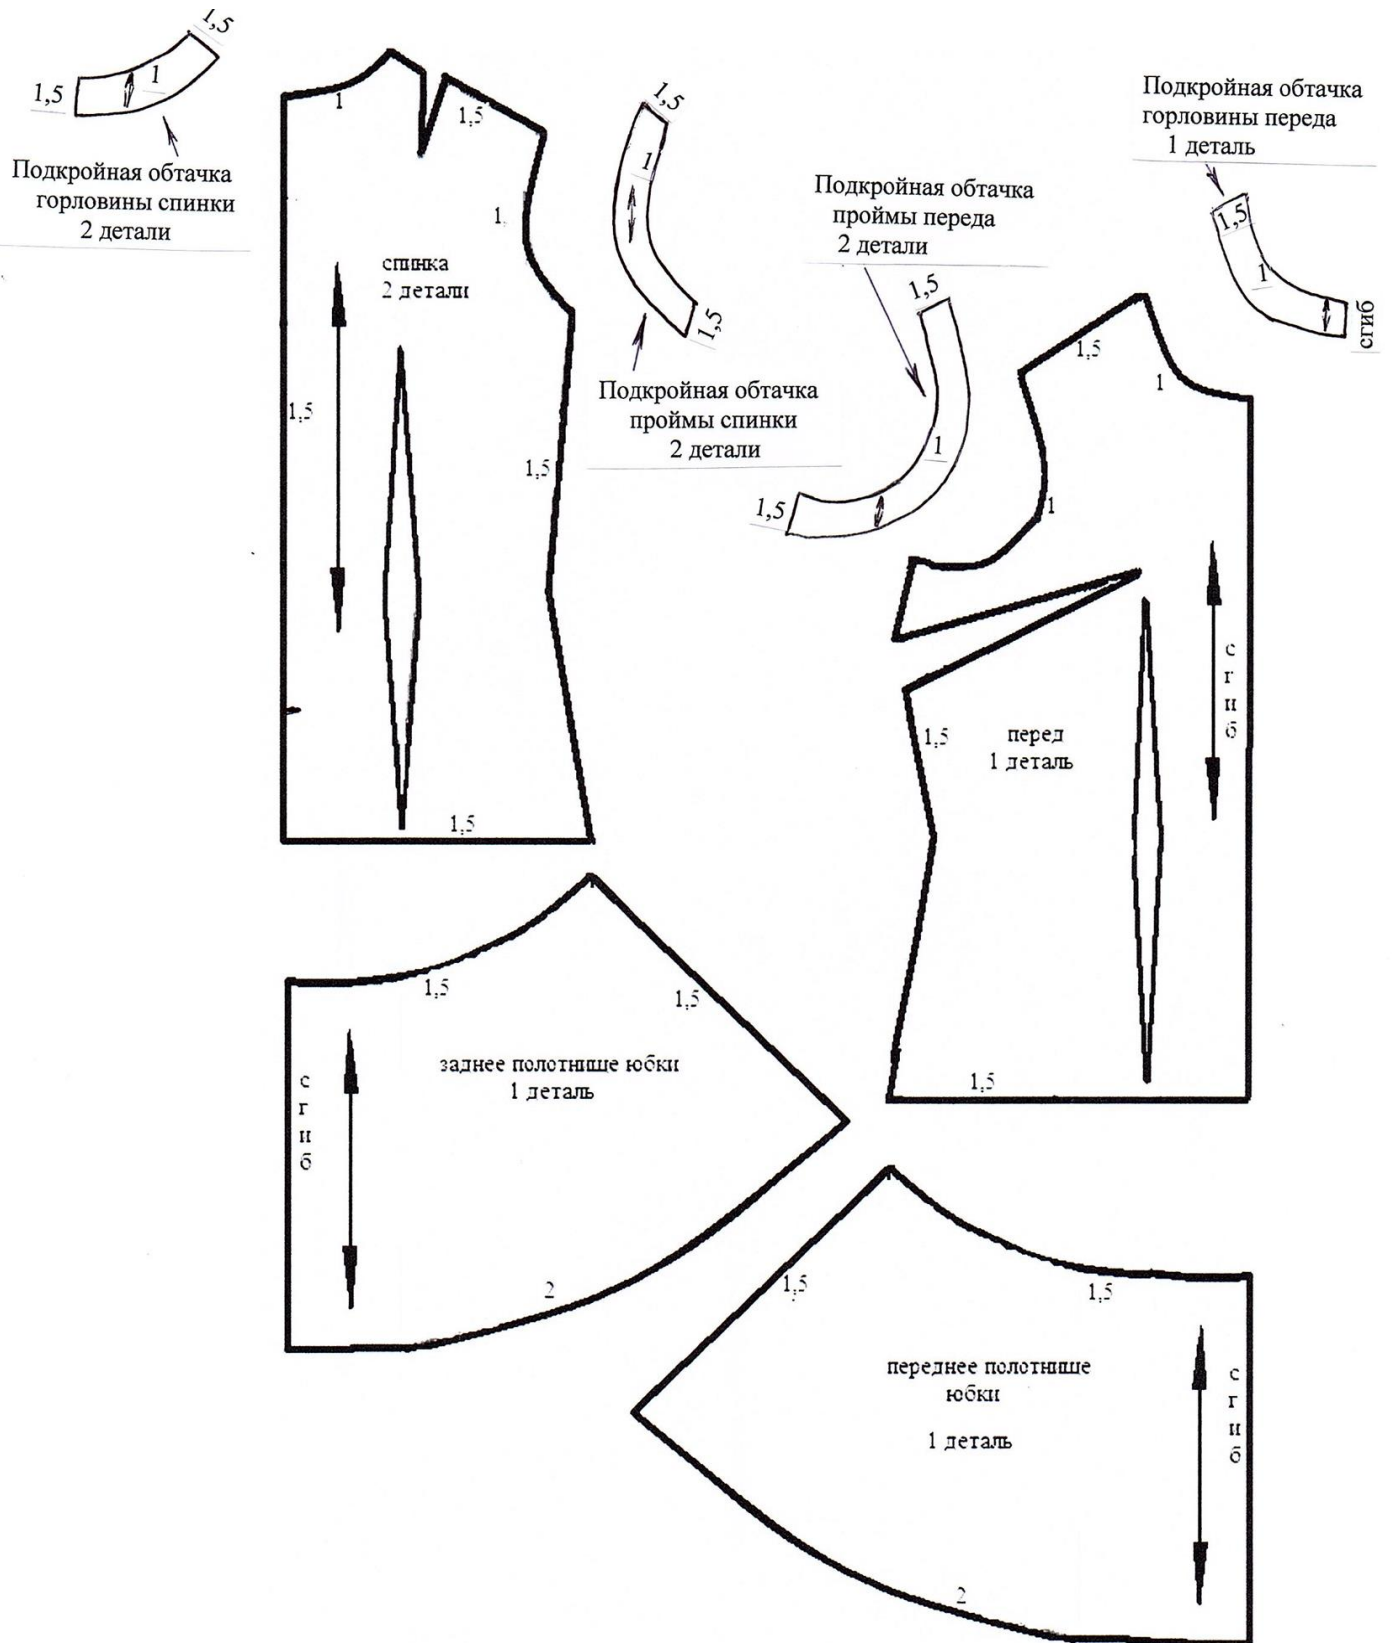 1,5
1,5
1
Подкройная обтачка
горловины спинки
2 детали
1
1,5
1,
спинка
2 детали
1,5
1,5
1,5
1,5
1
1,5
Подкройная обтачка
проймы спинки
2 детали
Подкройная обтачка
проймы переда
2 детали
1,5
1
1,5
Подкройная обтачка
горловины переда
1 деталь
1,5
1
сгиб
1,5
1
1
сгиб
1,5
перед
1 деталь
1,5
1,5
1,5
заднее полотнище юбки
1 деталь
сгиб
2
1,5
1,5
переднее полотнище
юбки
1 деталь
сгиб
2